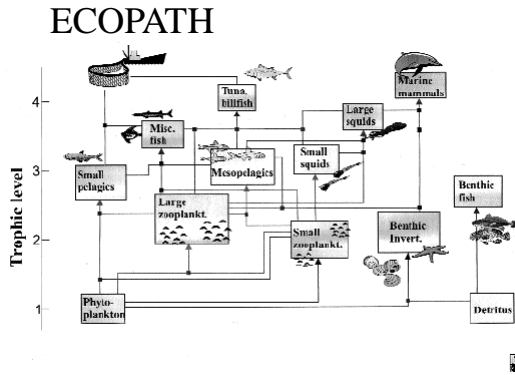 ECOPATH
Trophic level
4
3
2
1
Tuna,
billfish
Marine
mammals
Misc.
fish
Large
squids
Small
pelagics
Mesopelagics
Small
squids
Benthic
fish
Large
zooplankt.
Small
zooplankt.
Benthic
Invert.
Phyto-
plankton
Detritus